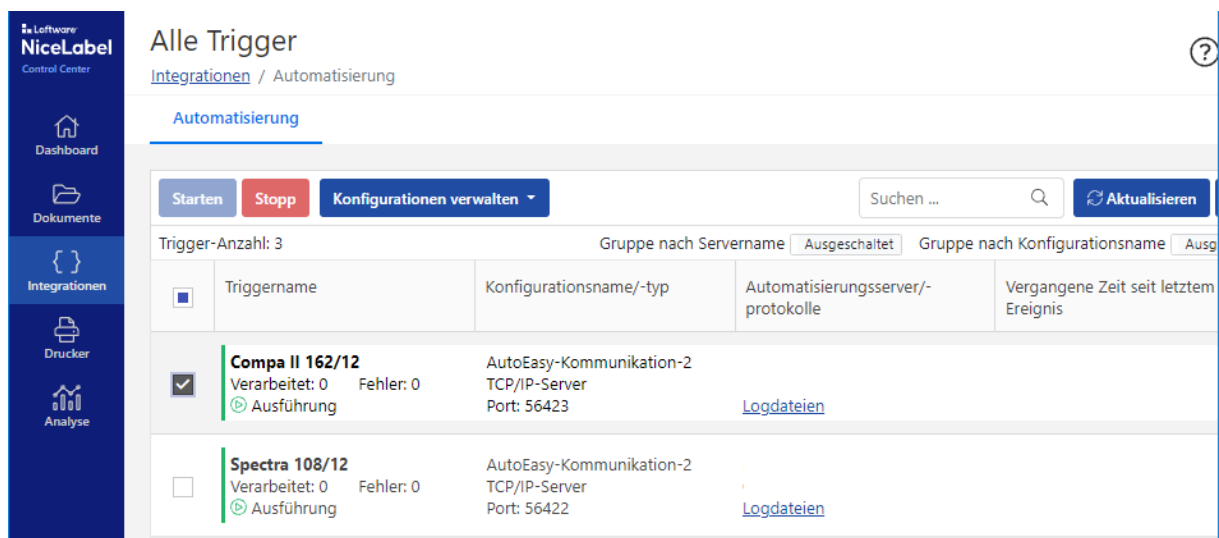 Loftware
NiceLabel
Control Center
Dashboard
Dokumente
{ }
Integrationen
Drucker
Analyse
Alle Trigger
?
Integrationen / Automatisierung
Automatisierung
Starten Stopp Konfigurationen verwalten Suchen ... Aktualisieren
Trigger-Anzahl: 3 Gruppe nach Servername Ausgeschaltet Gruppe nach Konfigurationsname Ausg
Triggername Konfigurationsname/-typ Automatisierungsserver/- Vergangene Zeit seit letztem
protokolle Ereignis
Compa II 162/12 AutoEasy-Kommunikation-2
Verarbeitet: 0 Fehler: 0 TCP/IP-Server
Ausführung Port: 56423 Logdateien
Spectra 108/12 AutoEasy-Kommunikation-2
Verarbeitet: 0 Fehler: 0 TCP/IP-Server
Ausführung Port: 56422 Logdateien